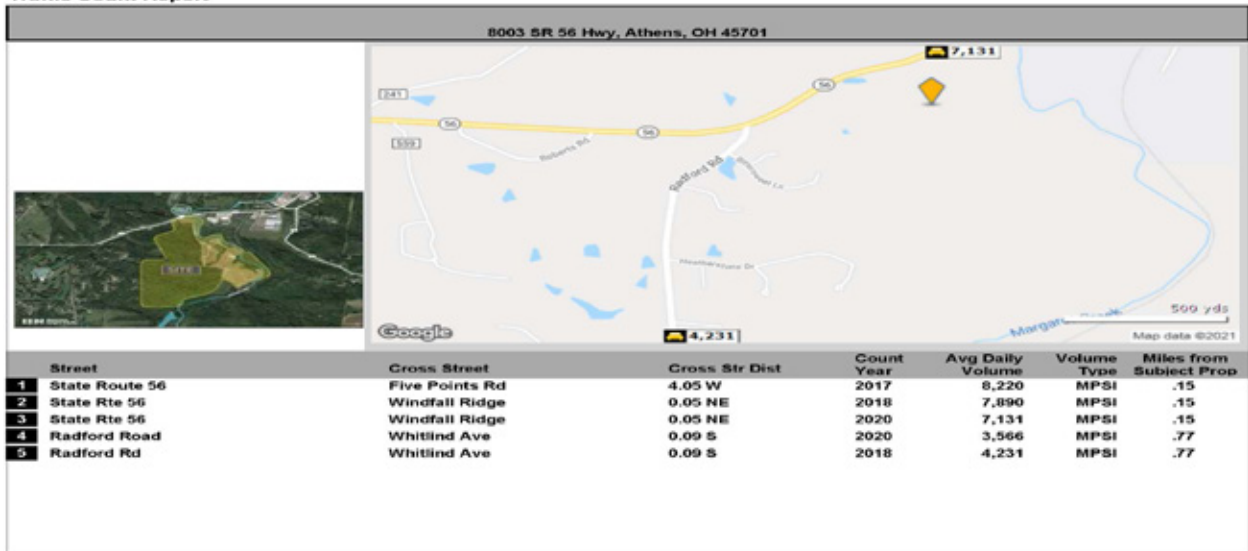 8003 SR 56 Hwy, Athens, OH 45701
7,131
241
56
56
56
559
Roberts Rd
Radford Rd
Heatherstone Dr
SITE
500 yds
Google
4,231
Map data ©2021
Street Cross Street Cross Str Dist Count Year Avg Daily Volume Volume Type Miles from Subject Prop
1 State Route 56 Five Points Rd 4.05 W 2017 8,220 MPSI .15
2 State Rte 56 Windfall Ridge 0.05 NE 2018 7,890 MPSI .15
3 State Rte 56 Windfall Ridge 0.05 NE 2020 7,131 MPSI .15
4 Radford Road Whitlind Ave 0.09 S 2020 3,566 MPSI .77
5 Radford Rd Whitlind Ave 0.09 S 2018 4,231 MPSI .77